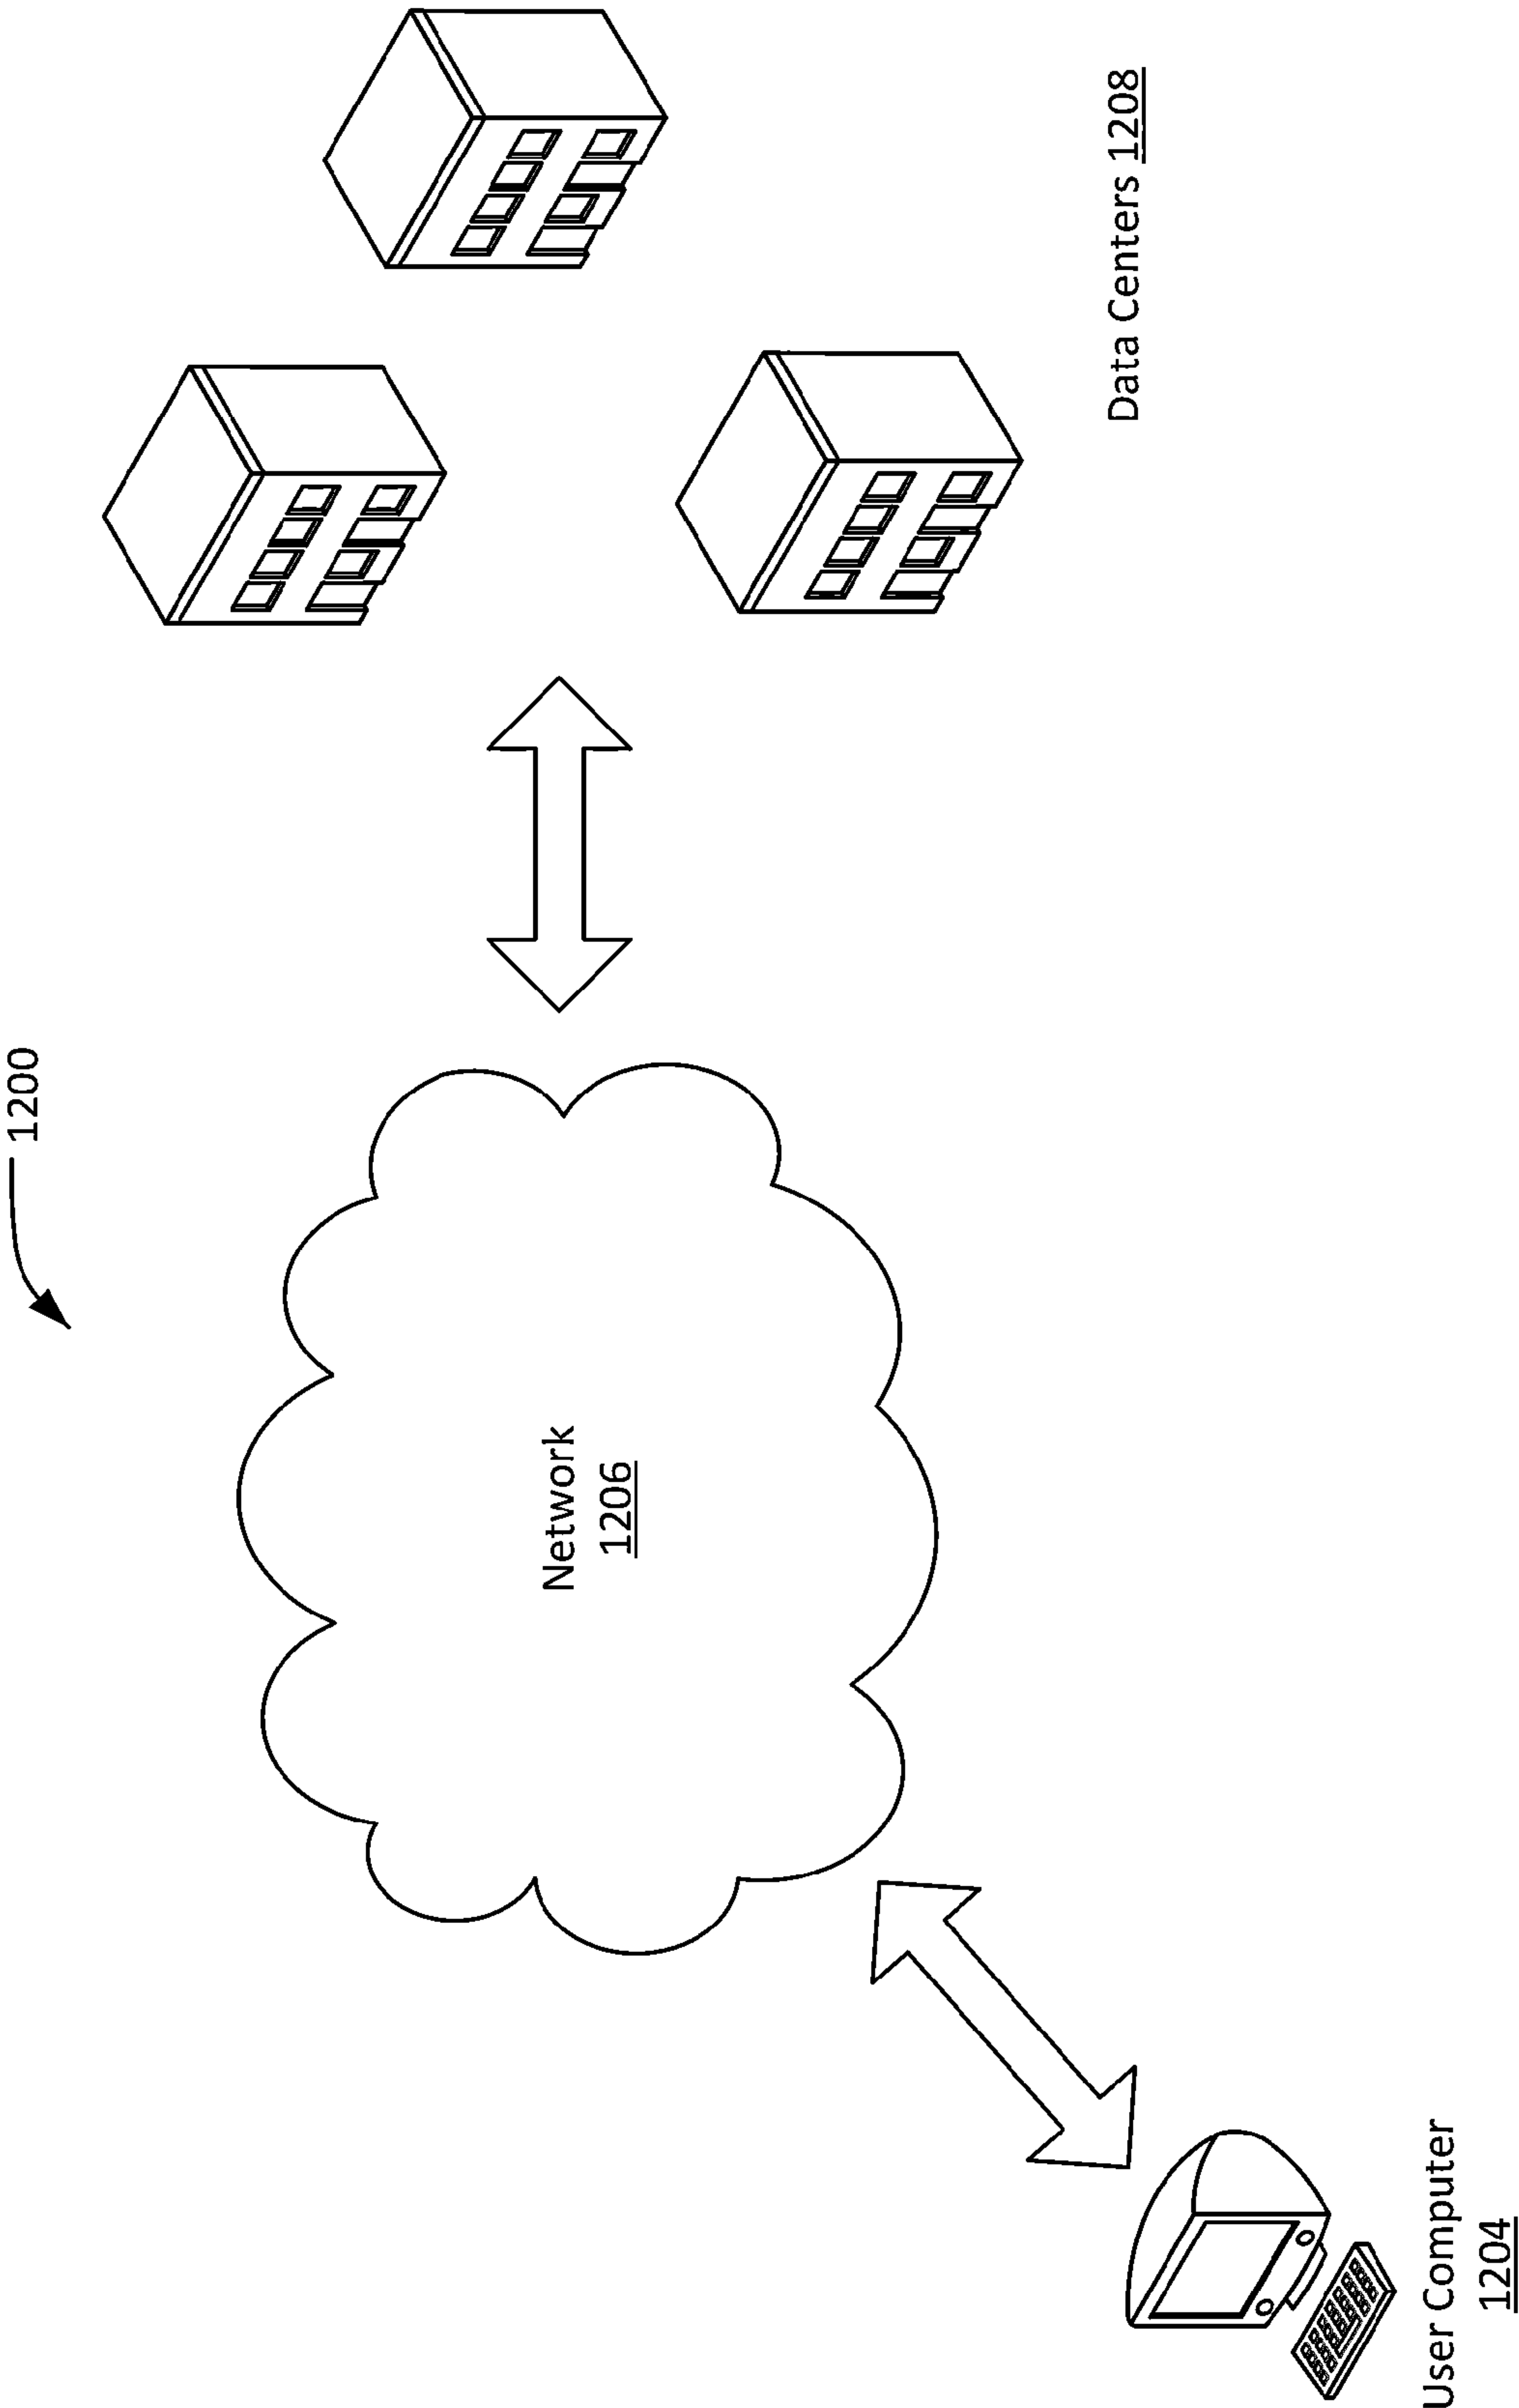 1200
Network
1206
Data Centers 1208
User Computer
1204